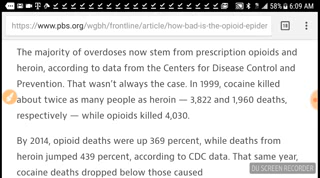 58% 6:09 AM
https://www.pbs.org/wgbh/frontline/article/how-bad-is-the-opioid-epider
18
The majority of overdoses now stem from prescription opioids and
heroin, according to data from the Centers for Disease Control and
Prevention. That wasn't always the case. In 1999, cocaine killed
about twice as many people as heroin — 3,822 and 1,960 deaths,
respectively — while opioids killed 4,030.
By 2014, opioid deaths were up 369 percent, while deaths from
heroin jumped 439 percent, according to CDC data. That same year,
cocaine deaths dropped below those caused
DU SCREEN RECORDER